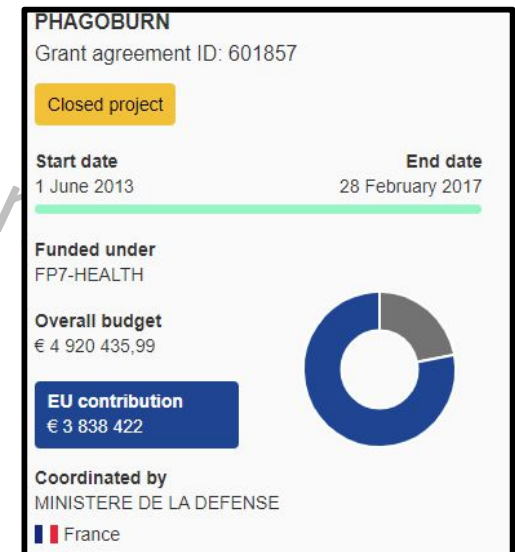 PHAGOBURN
Grant agreement ID: 601857
Closed project
Start date
End date
1 June 2013
28 February 2017
Funded under
FP7-HEALTH
Overall budget
€ 4 920 435,99
EU contribution
€ 3 838 422
Coordinated by
MINISTERE DE LA DEFENSE
France